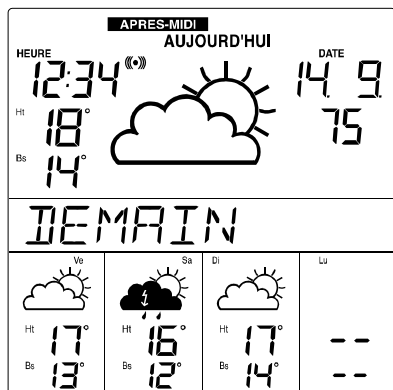 APRES-MIDI
AUJOURD'HUI
HEURE DATE
12:34 14. 9.
Ht 18° 75
Bs 14°
DEMAIN
Ve Sa Di Lu
Ht 17° Ht 16° Ht 17° --
Bs 13° Bs 12° Bs 14° --